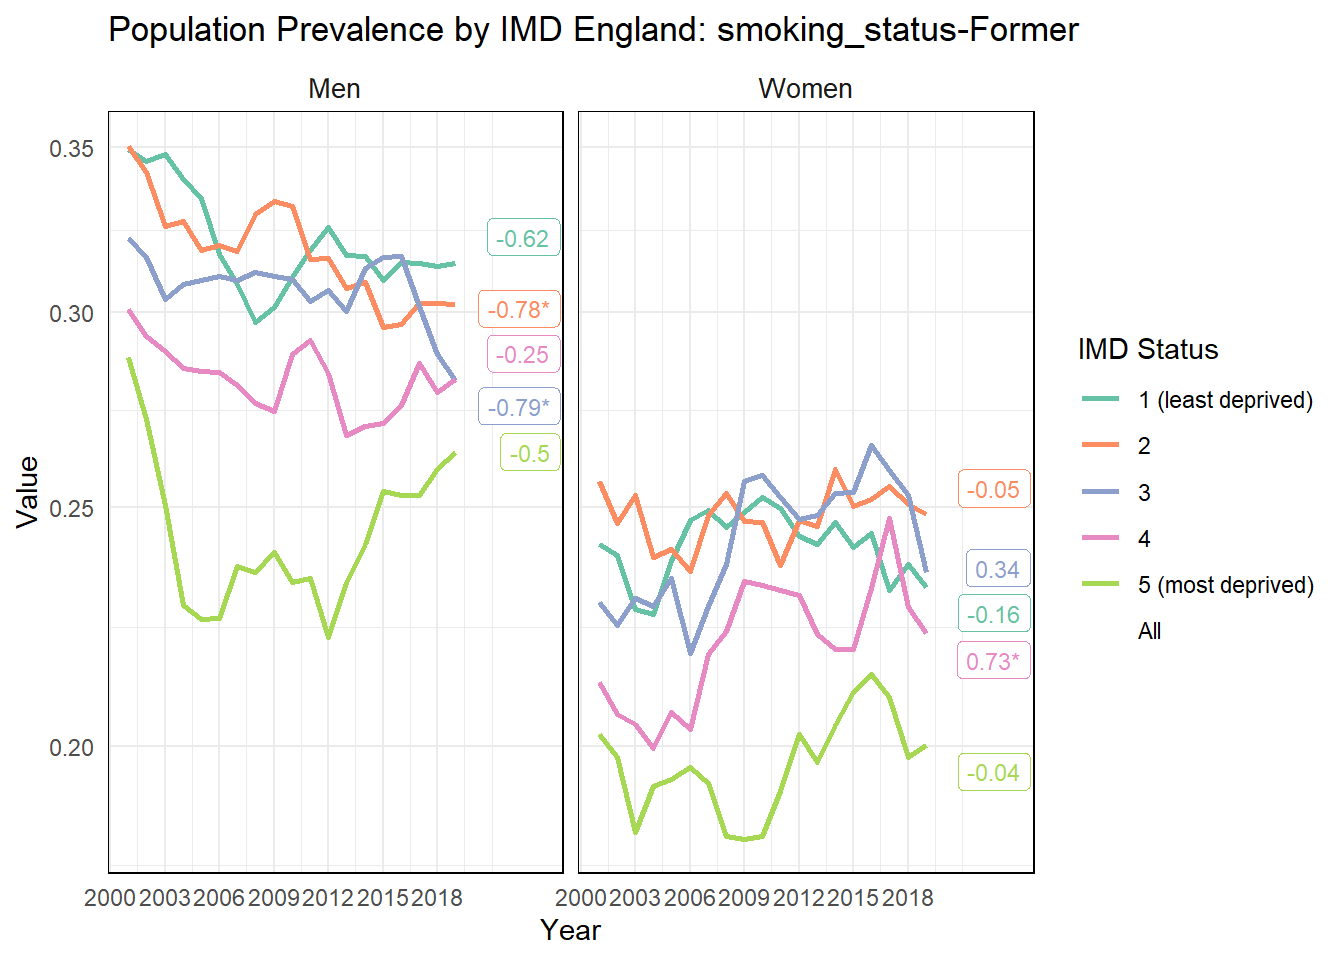 Population Prevalence by IMD England: smoking_status-Former
Men
Women
0.35
0.30
0.25
0.20
Value
-0.62
-0.78*
-0.25
-0.79*
-0.5
-0.05
0.34
-0.16
0.73*
-0.04
2000 2003 2006 2009 2012 2015 2018
2000 2003 2006 2009 2012 2015 2018
Year
IMD Status
1 (least deprived)
2
3
4
5 (most deprived)
All